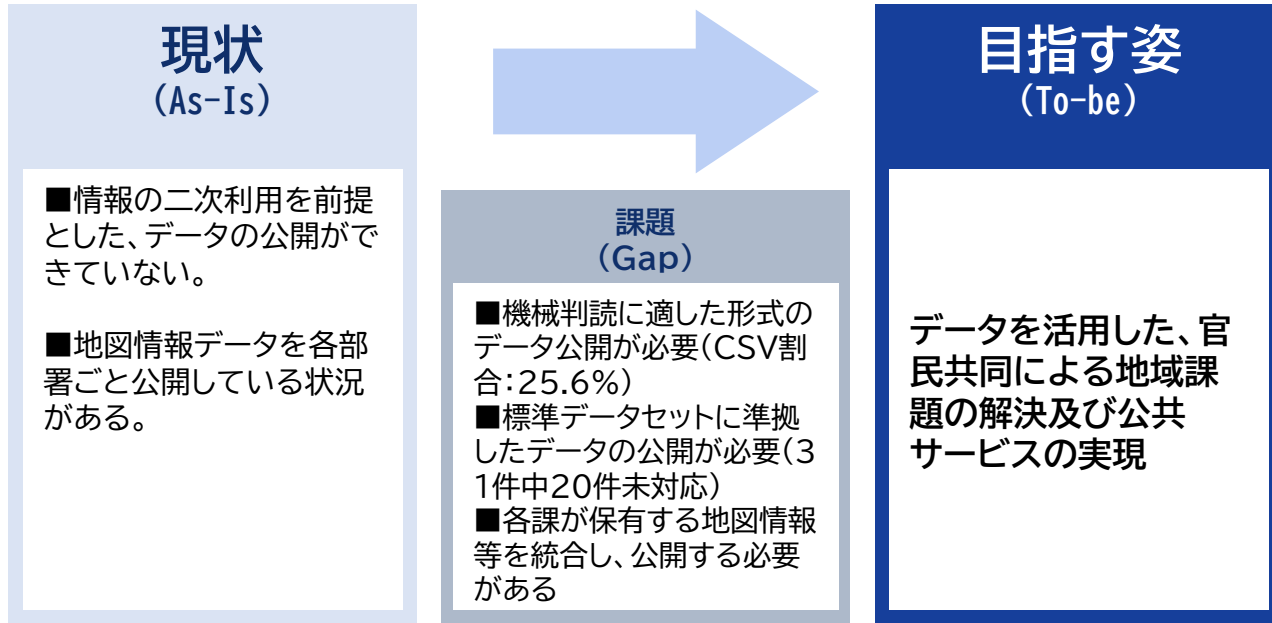 現状
(As-Is)
■情報の二次利用を前提
とした、データの公開がで
きていない。
■地図情報データを各部
署ごと公開している状況
がある。
課題
(Gap)
■機械判読に適した形式の
データ公開が必要(CSV割
合:25.6%)
■標準データセットに準拠
したデータの公開が必要(3
1件中20件未対応)
■各課が保有する地図情報
等を統合し、公開する必要
がある
目指す姿
(To-be)
データを活用した、官
民共同による地域課
題の解決及び公共
サービスの実現